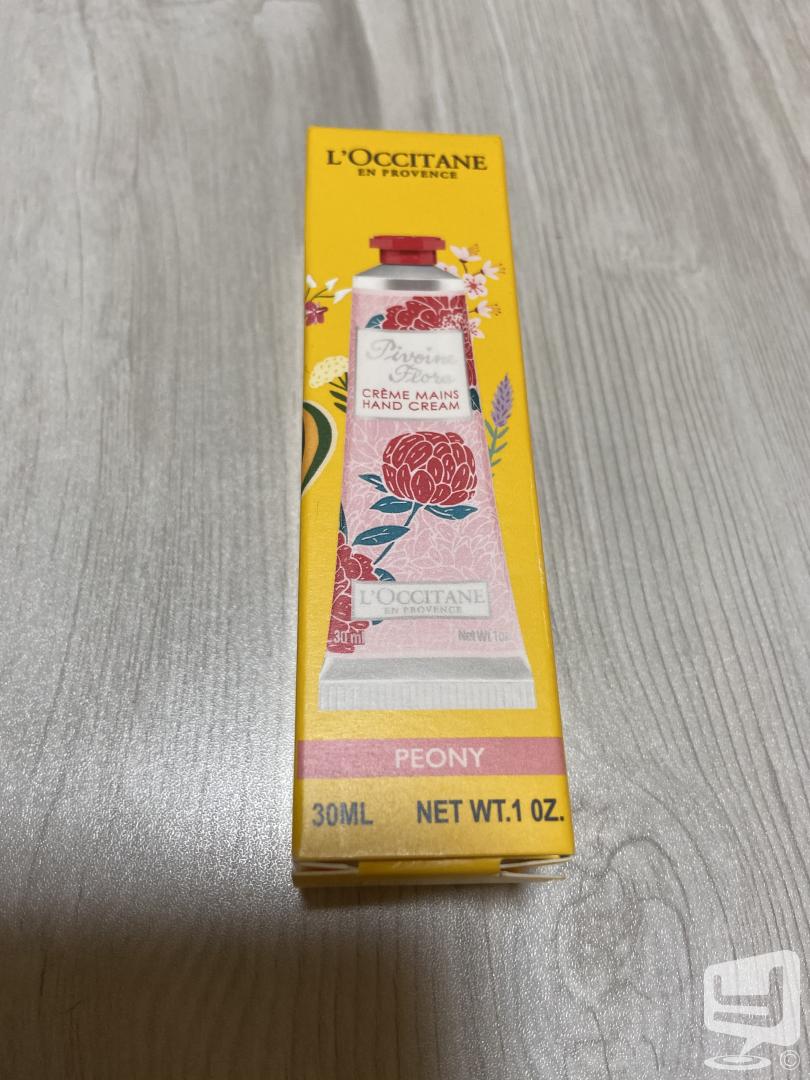 L'OCCITANE
EN PROVENCE
Pivoine
Flora
CRÈME MAINS
HAND CREAM
L'OCCITANE
EN PROVENCE
30 ml
Net Wt. 1oz
PEONY
30ML NET WT.1 OZ.
©